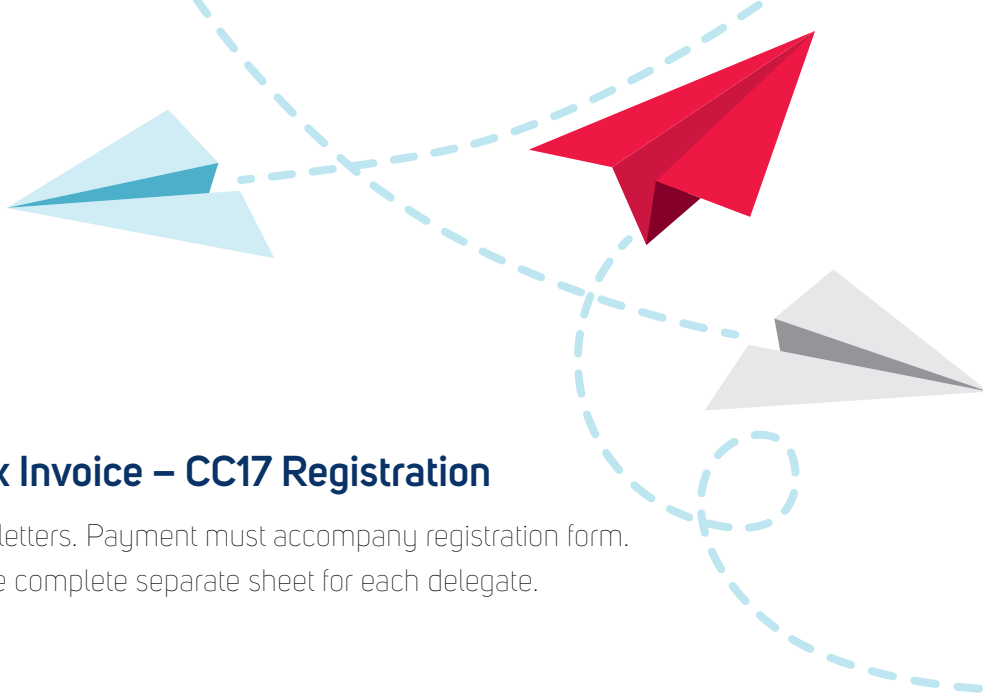 x Invoice – CC17 Registration
letters. Payment must accompany registration form.
e complete separate sheet for each delegate.